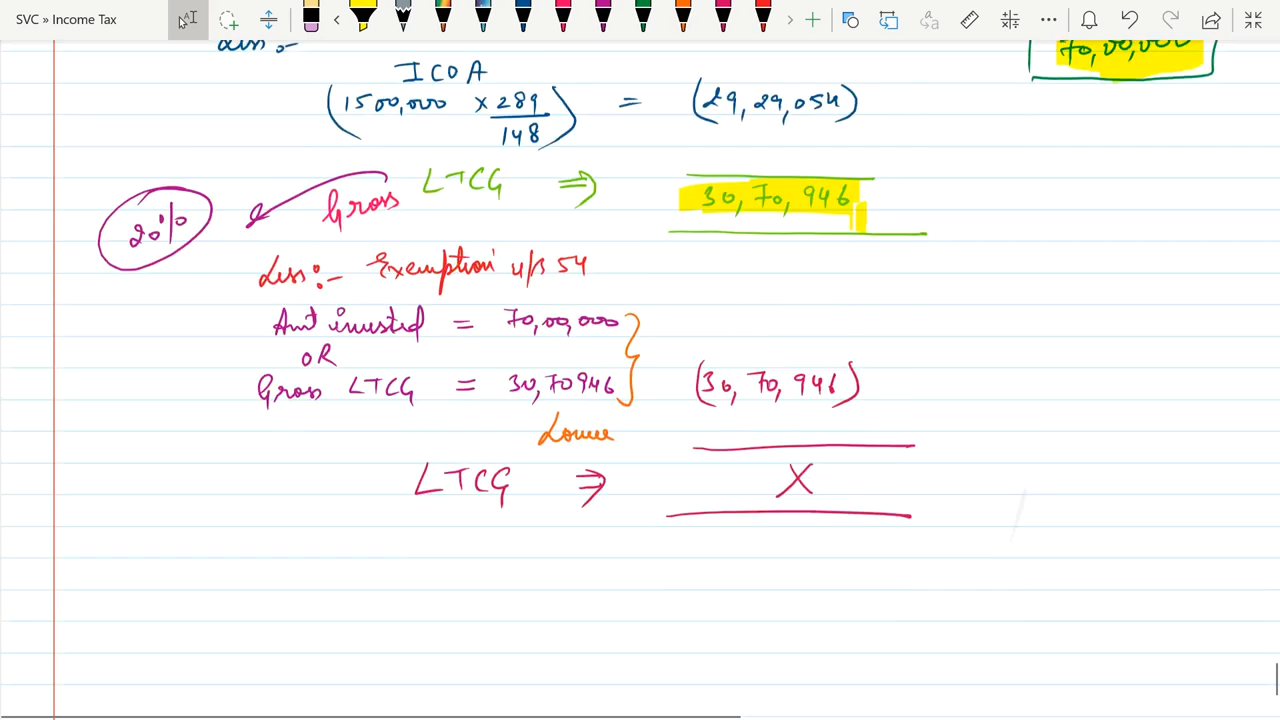 SVC » Income Tax
Less :-
70,00,000
ICOA
(1500,000 × 289/148) = (29,29,054)
LTCG ⇒ 30,70,946
20% Gross
Less :- Exemption u/s 54
Amt invested = 70,00,000
OR
Gross LTCG = 30,70946 (30,70,946)
Lower
LTCG ⇒ X